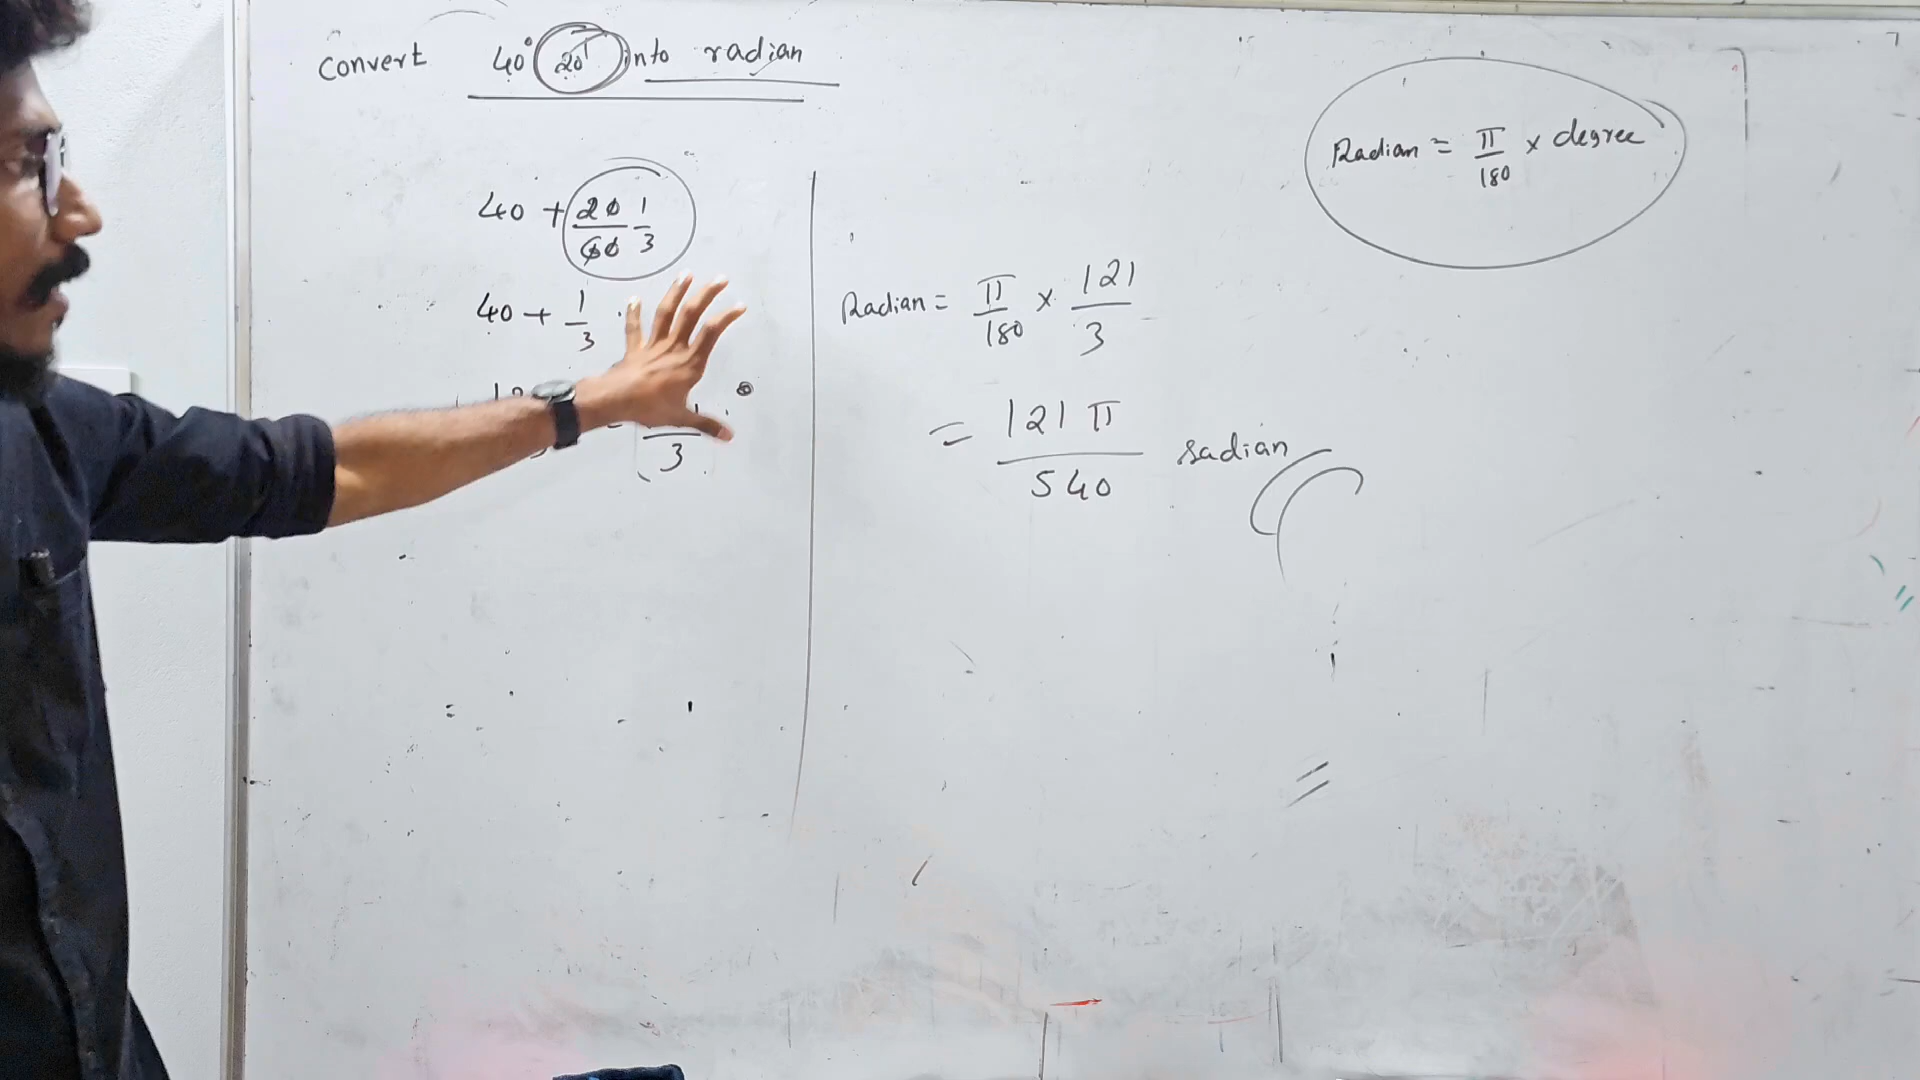 Convert 40° 20' into radian
40 + 20/60 1/3
40 + 1/3
3
Radian = π/180 × degree
Radian = π/180 × 121/3
= 121 π/540 radian